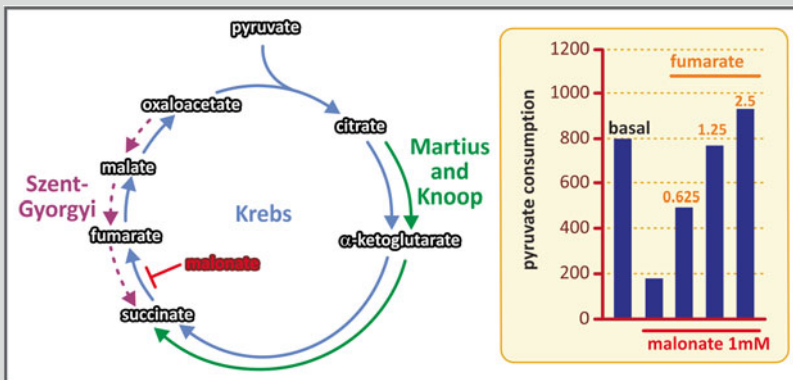 pyruvate
oxaloacetate
citrate
malate
Martius
and
Knoop
Szent-
Gyorgyi
Krebs
fumarate
α-ketoglutarate
malonate
succinate
pyruvate consumption
1200
1000
800
600
400
200
0
fumarate
basal
0.625
1.25
2.5
malonate 1mM